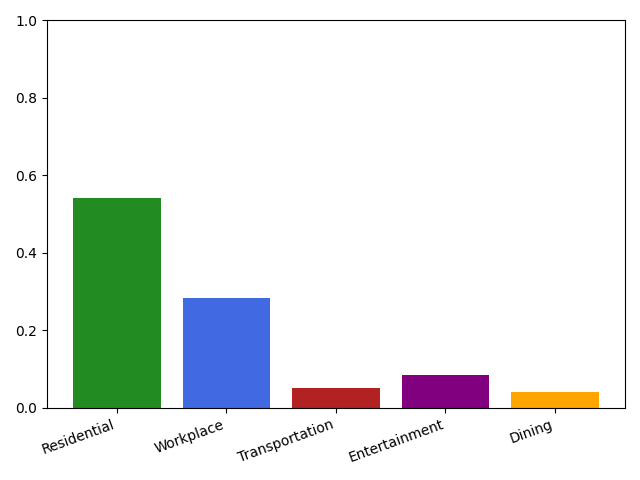 1.0
0.8
0.6
0.4
0.2
0.0
Residential
Workplace
Transportation
Entertainment
Dining